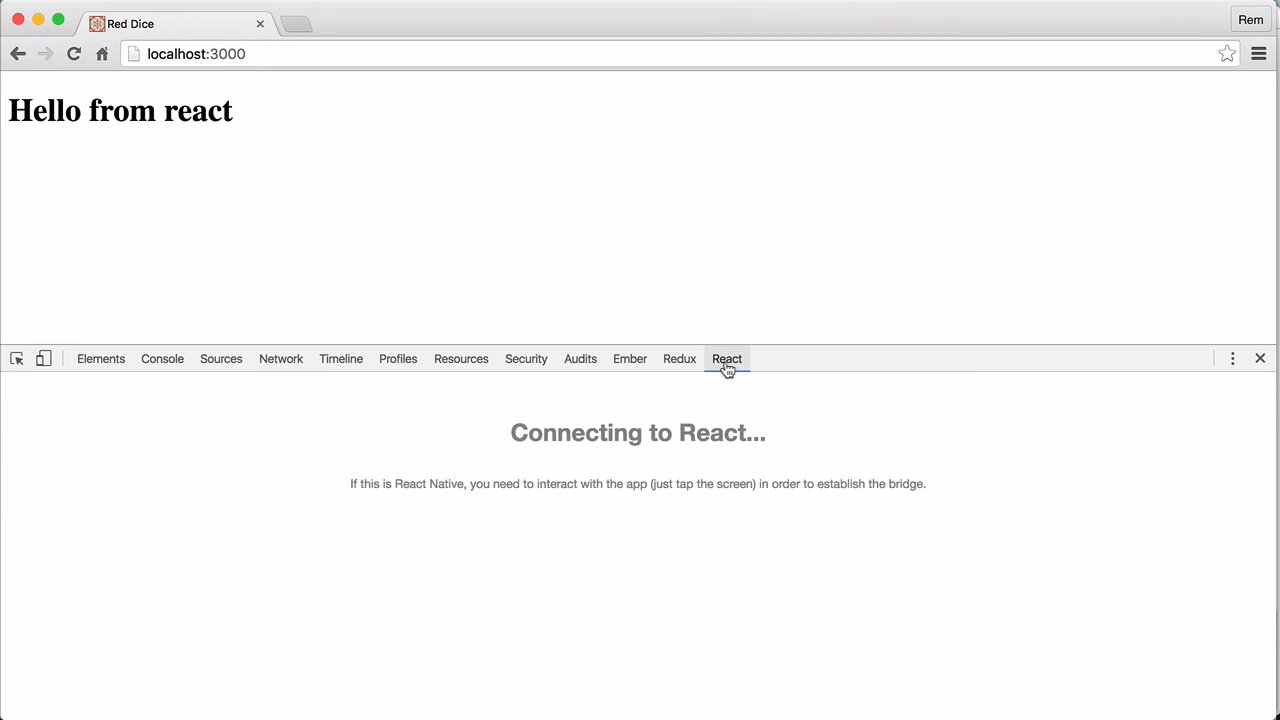 Red Dice
Rem
localhost:3000
Hello from react
Elements Console Sources Network Timeline Profiles Resources Security Audits Ember Redux React
Connecting to React...
If this is React Native, you need to interact with the app (just tap the screen) in order to establish the bridge.